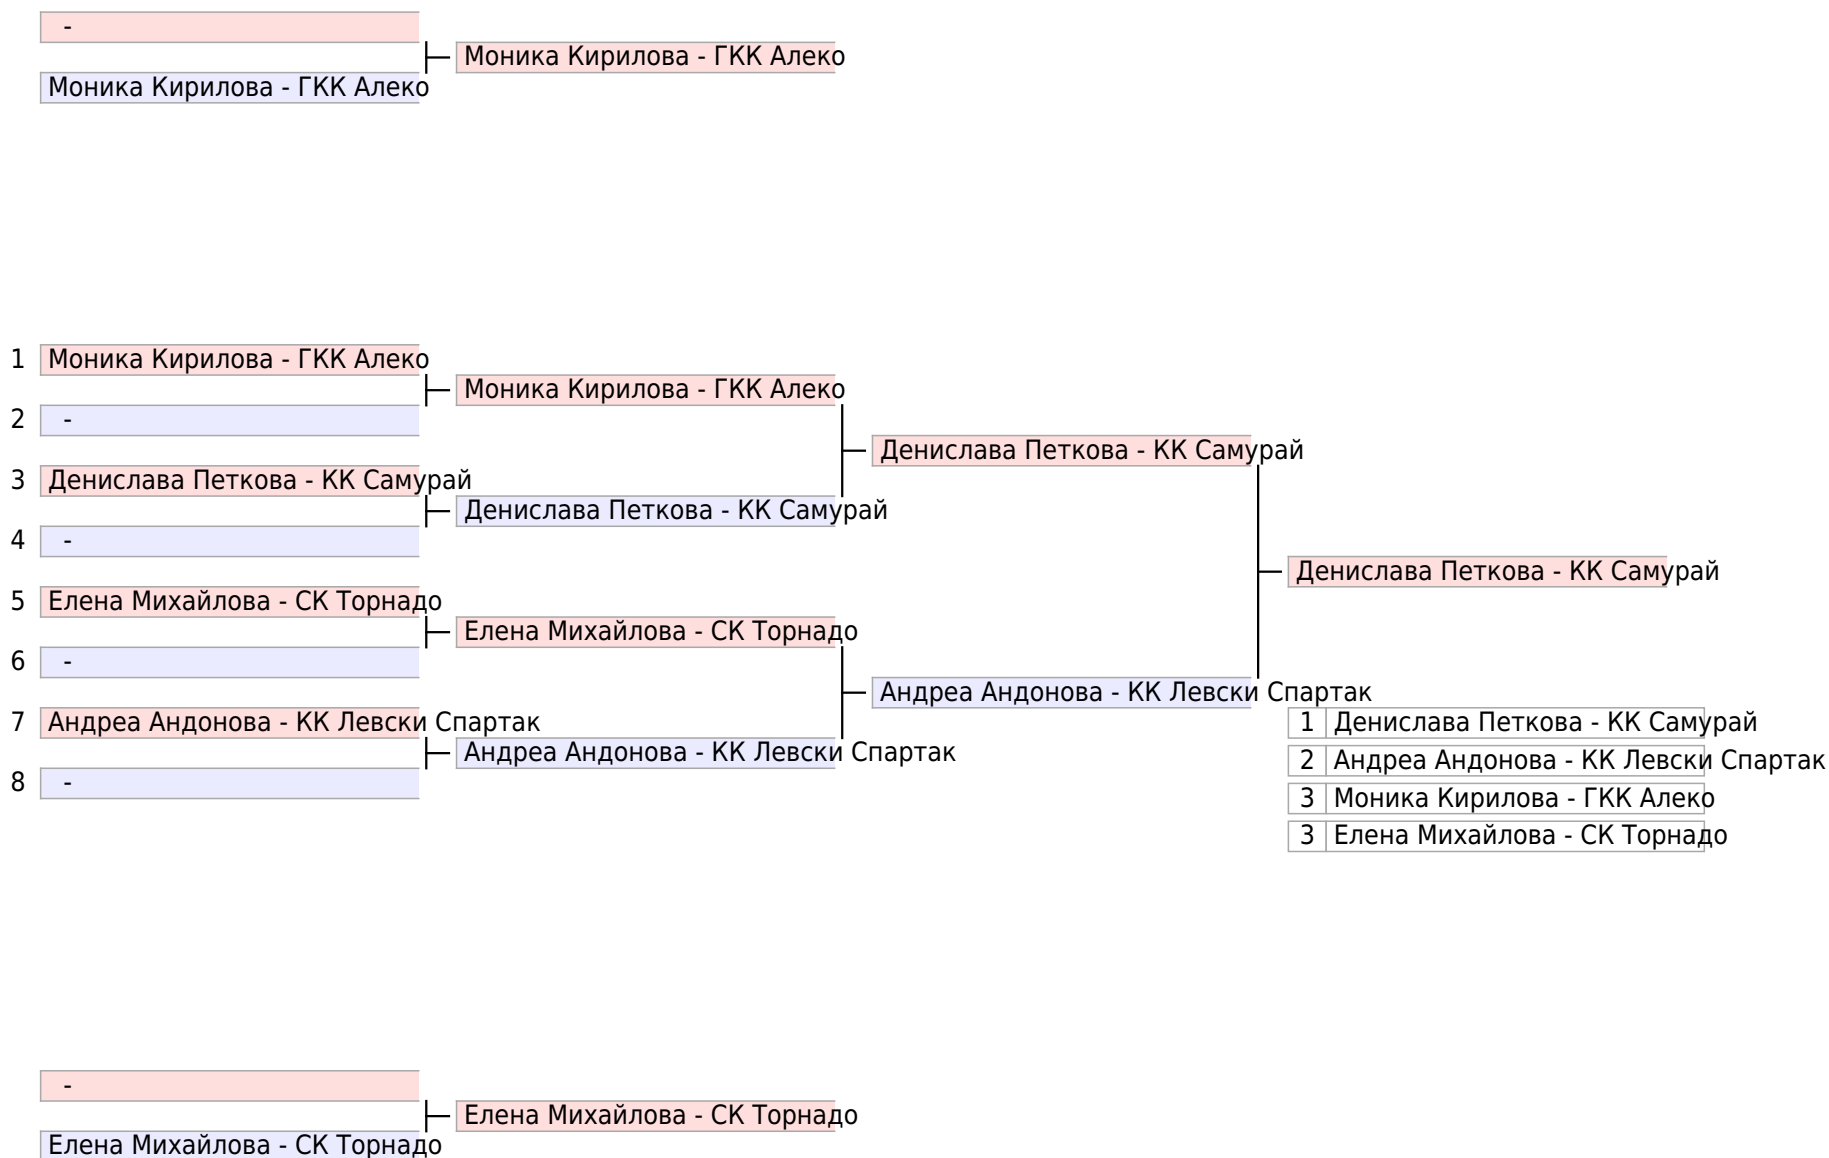 -
Моника Кирилова - ГКК Алеко
Моника Кирилова - ГКК Алеко
1 Моника Кирилова - ГКК Алеко
Моника Кирилова - ГКК Алеко
2 -
Денислава Петкова - КК Самурай
3 Денислава Петкова - КК Самурай
Денислава Петкова - КК Самурай
4 -
Денислава Петкова - КК Самурай
5 Елена Михайлова - СК Торнадо
Елена Михайлова - СК Торнадо
6 -
Андреа Андонова - КК Левски Спартак
7 Андреа Андонова - КК Левски Спартак
Андреа Андонова - КК Левски Спартак
8 -
1 Денислава Петкова - КК Самурай
2 Андреа Андонова - КК Левски Спартак
3 Моника Кирилова - ГКК Алеко
3 Елена Михайлова - СК Торнадо
-
Елена Михайлова - СК Торнадо
Елена Михайлова - СК Торнадо